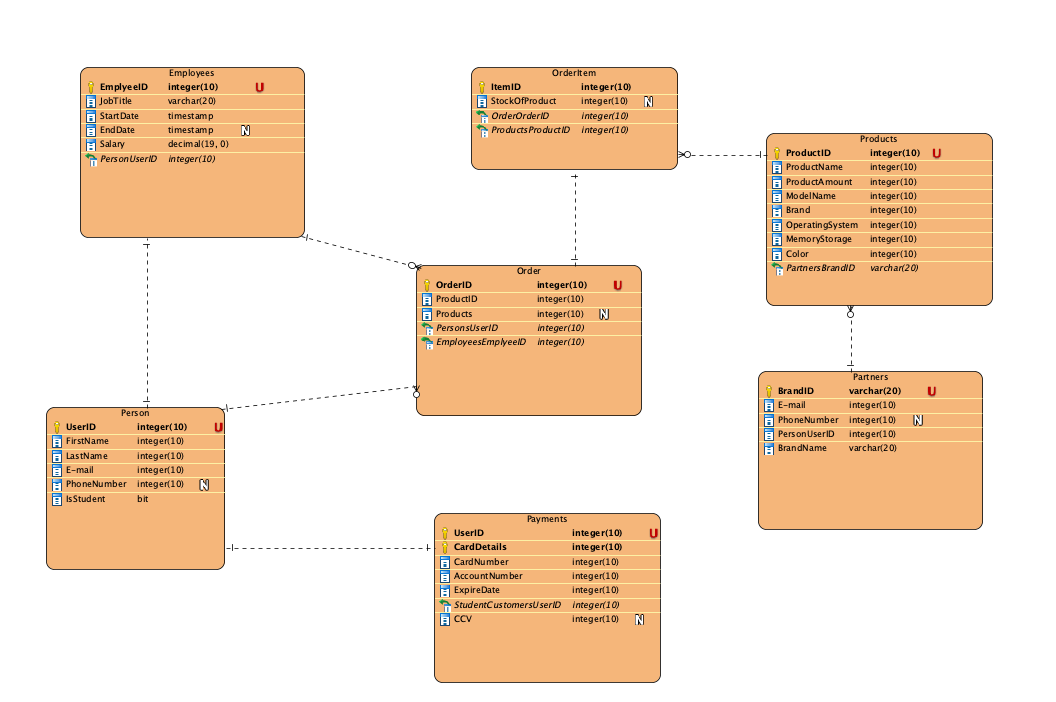 Employees
EmplyeeID integer(10) U
JobTitle varchar(20)
StartDate timestamp
EndDate timestamp N
Salary decimal(19, 0)
PersonUserID integer(10)
OrderItem
ItemID integer(10)
StockOfProduct integer(10) N
OrderOrderID integer(10)
ProductsProductID integer(10)
Products
ProductID integer(10) U
ProductName integer(10)
ProductAmount integer(10)
ModelName integer(10)
Brand integer(10)
OperatingSystem integer(10)
MemoryStorage integer(10)
Color integer(10)
PartnersBrandID varchar(20)
Order
OrderID integer(10) U
ProductID integer(10)
Products integer(10) N
PersonsUserID integer(10)
EmployeesEmplyeeID integer(10)
Partners
BrandID varchar(20) U
E-mail integer(10)
PhoneNumber integer(10) N
PersonUserID integer(10)
BrandName varchar(20)
Person
UserID integer(10) U
FirstName integer(10)
LastName integer(10)
E-mail integer(10)
PhoneNumber integer(10) N
IsStudent bit
Payments
UserID integer(10) U
CardDetails integer(10)
CardNumber integer(10)
AccountNumber integer(10)
ExpireDate integer(10)
StudentCustomersUserID integer(10)
CCV integer(10) N